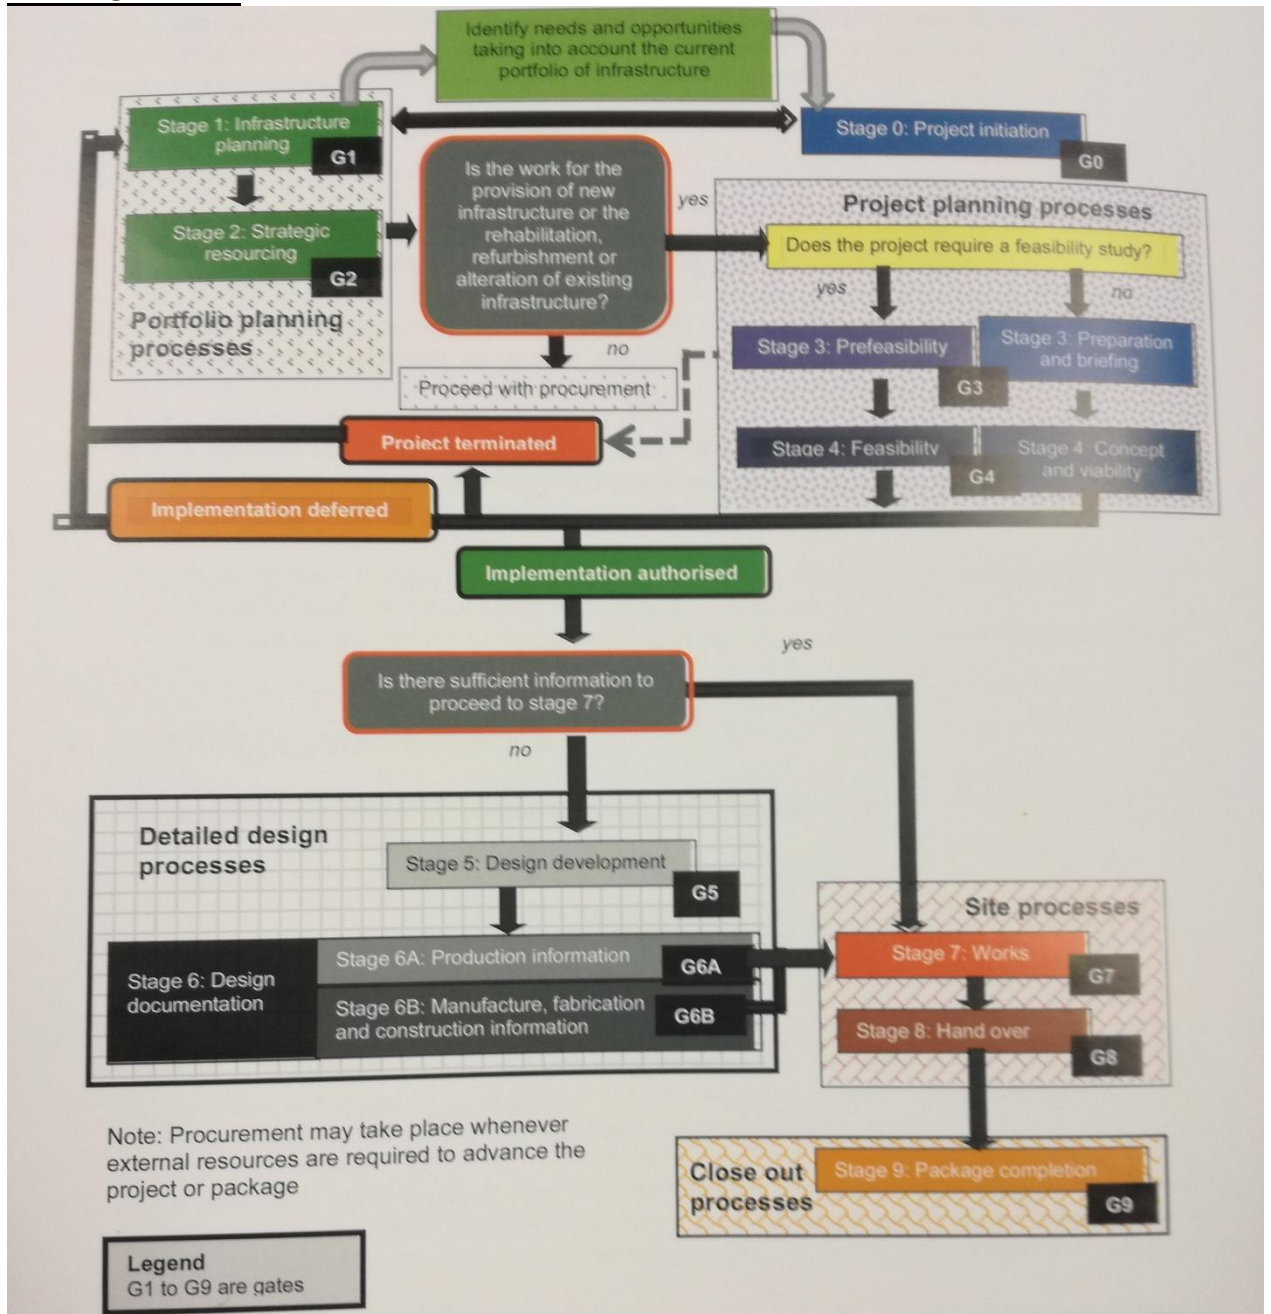 Identify needs and opportunities
taking into account the current
portfolio of infrastructure
Stage 1: Infrastructure
planning
G1
Stage 0: Project initiation
G0
Is the work for the
provision of new
infrastructure or the
rehabilitation,
refurbishment or
alteration of existing
infrastructure?
yes
Stage 2: Strategic
resourcing
G2
Portfolio planning
processes
Project planning processes
Does the project require a feasibility study?
yes
no
no
Proceed with procurement
Stage 3: Prefeasibility
G3
Stage 3: Preparation
and briefing
Project terminated
Stage 4: Feasibility
G4
Stage 4: Concept
and viability
Implementation deferred
Implementation authorised
Is there sufficient information to
proceed to stage 7?
yes
no
Detailed design
processes
Stage 5: Design development
G5
Stage 6: Design
documentation
Stage 6A: Production information
G6A
Stage 6B: Manufacture, fabrication
and construction information
G6B
Site processes
Stage 7: Works
G7
Stage 8: Hand over
G8
Note: Procurement may take place whenever
external resources are required to advance the
project or package
Close out
processes
Stage 9: Package completion
G9
Legend
G1 to G9 are gates